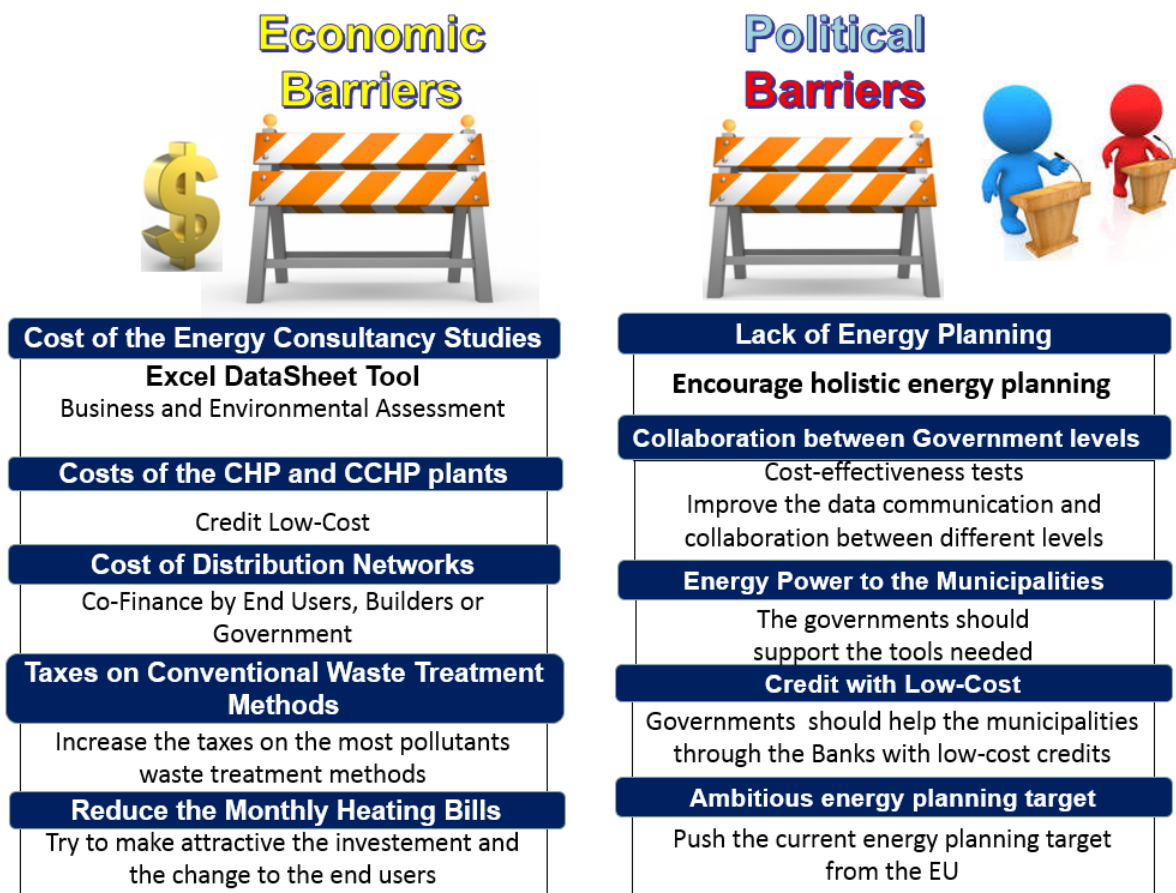 Economic
Barriers
Cost of the Energy Consultancy Studies
Excel DataSheet Tool
Business and Environmental Assessment
Costs of the CHP and CCHP plants
Credit Low-Cost
Cost of Distribution Networks
Co-Finance by End Users, Builders or
Government
Taxes on Conventional Waste Treatment
Methods
Increase the taxes on the most pollutants
waste treatment methods
Reduce the Monthly Heating Bills
Try to make attractive the investement and
the change to the end users
Political
Barriers
Lack of Energy Planning
Encourage holistic energy planning
Collaboration between Government levels
Cost-effectiveness tests
Improve the data communication and
collaboration between different levels
Energy Power to the Municipalities
The governments should
support the tools needed
Credit with Low-Cost
Governments should help the municipalities
through the Banks with low-cost credits
Ambitious energy planning target
Push the current energy planning target
from the EU